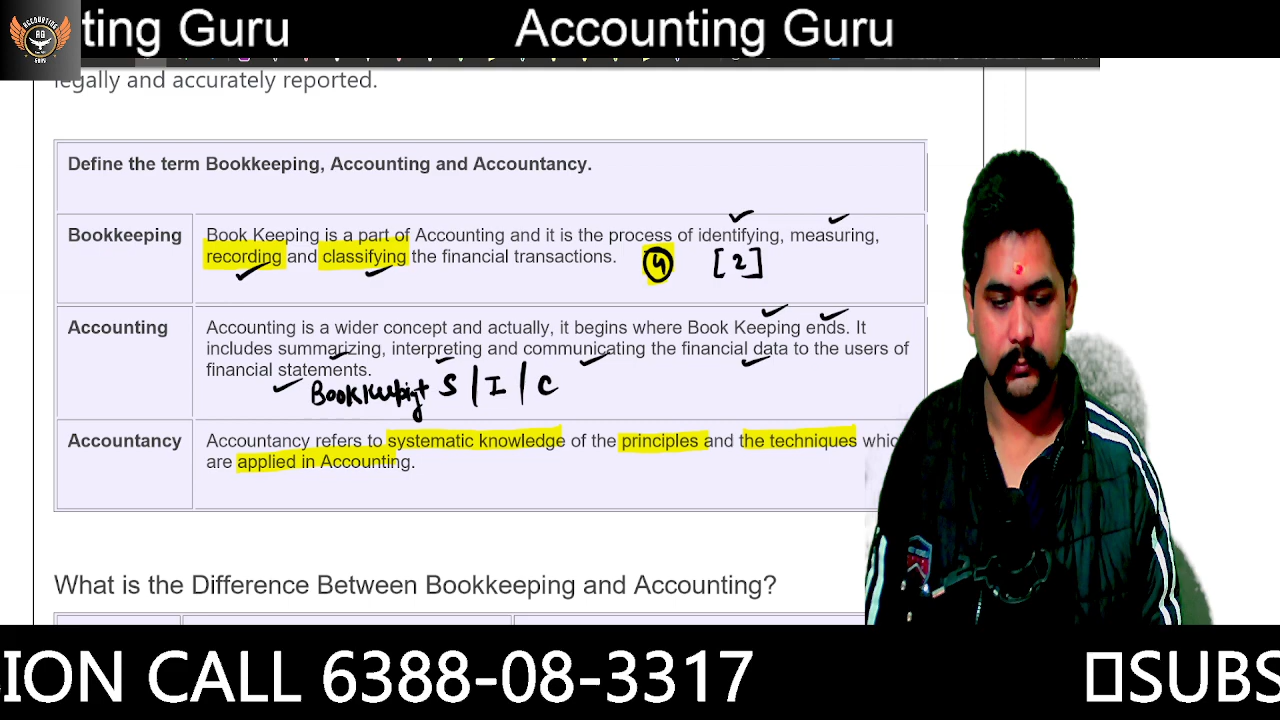 ting Guru Accounting Guru
ACCOUNTING
AG
GURU
legally and accurately reported.
Define the term Bookkeeping, Accounting and Accountancy.
Bookkeeping
Book Keeping is a part of Accounting and it is the process of identifying, measuring,
recording and classifying the financial transactions.
4 [2]
Accounting
Accounting is a wider concept and actually, it begins where Book Keeping ends. It
includes summarizing, interpreting and communicating the financial data to the users of
financial statements.
Bookkeeping+ S | I | C
Accountancy
Accountancy refers to systematic knowledge of the principles and the techniques whic
are applied in Accounting.
What is the Difference Between Bookkeeping and Accounting?
ION CALL 6388-08-3317 SUBS